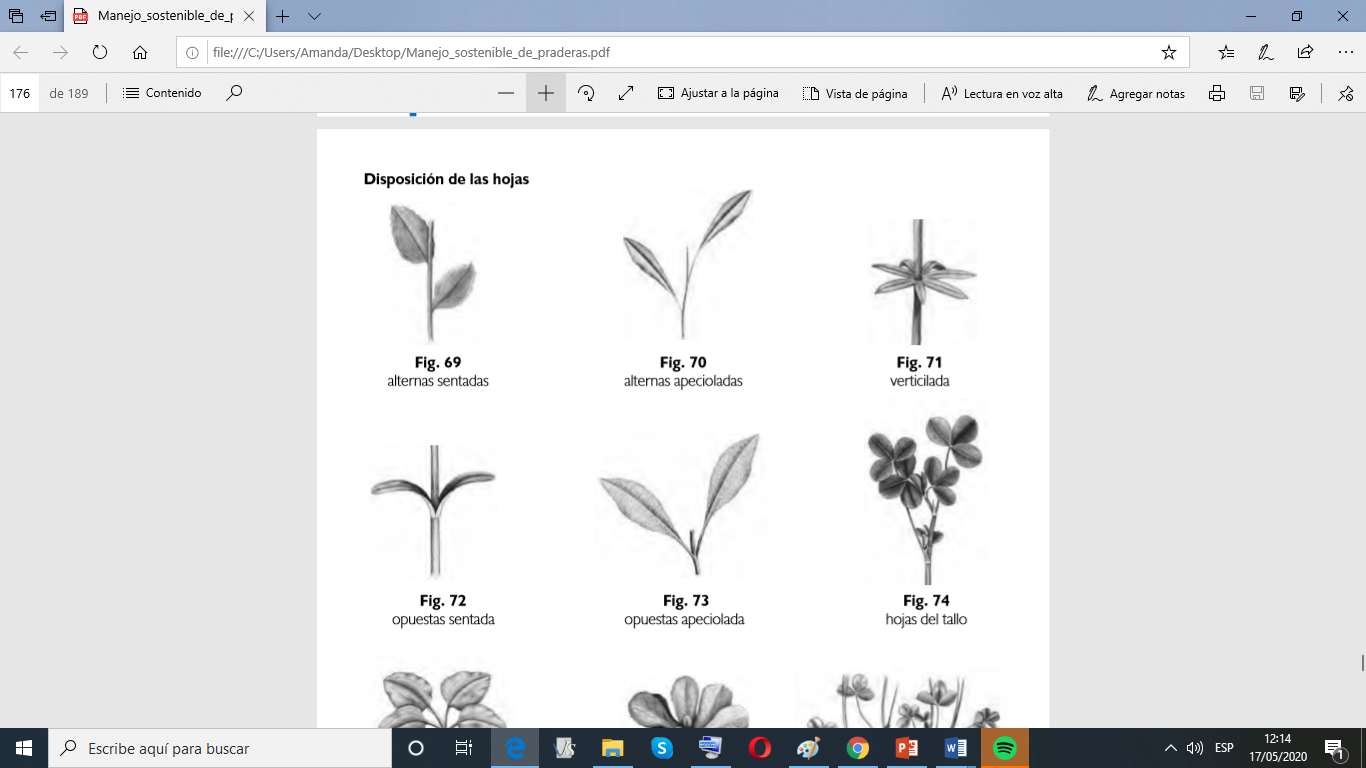 Manejo_sostenible_de_p
file:///C:/Users/Amanda/Desktop/Manejo_sostenible_de_praderas.pdf
176 de 189 Contenido Ajustar a la página Vista de página Lectura en voz alta Agregar notas
Disposición de las hojas
Fig. 69 Fig. 70 Fig. 71
alternas sentadas alternas apecioladas verticilada
Fig. 72 Fig. 73 Fig. 74
opuestas sentada opuestas apeciolada hojas del tallo
Escribe aquí para buscar
ESP
12:14
17/05/2020
1